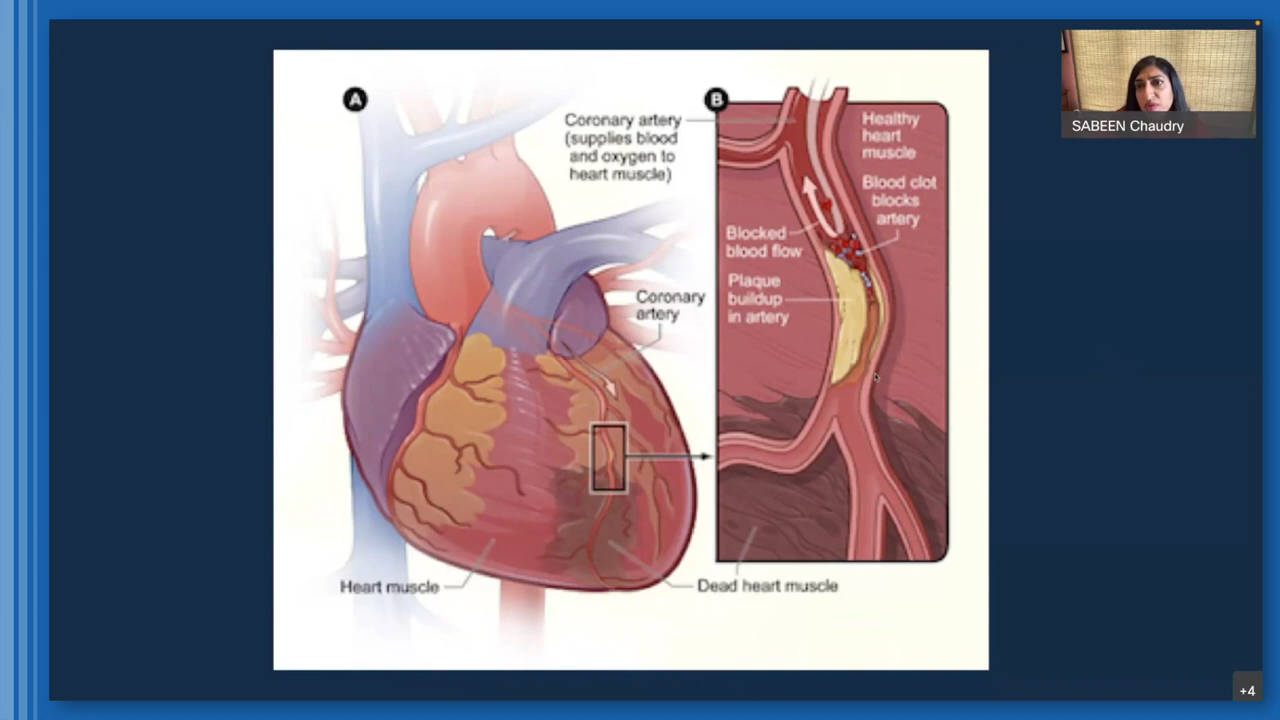 A
Coronary artery
(supplies blood
and oxygen to
heart muscle)
Coronary
artery
Heart muscle
Dead heart muscle
B
Healthy
heart
muscle
Blood clot
blocks
artery
Blocked
blood flow
Plaque
buildup
in artery
SABEEN Chaudry
+4